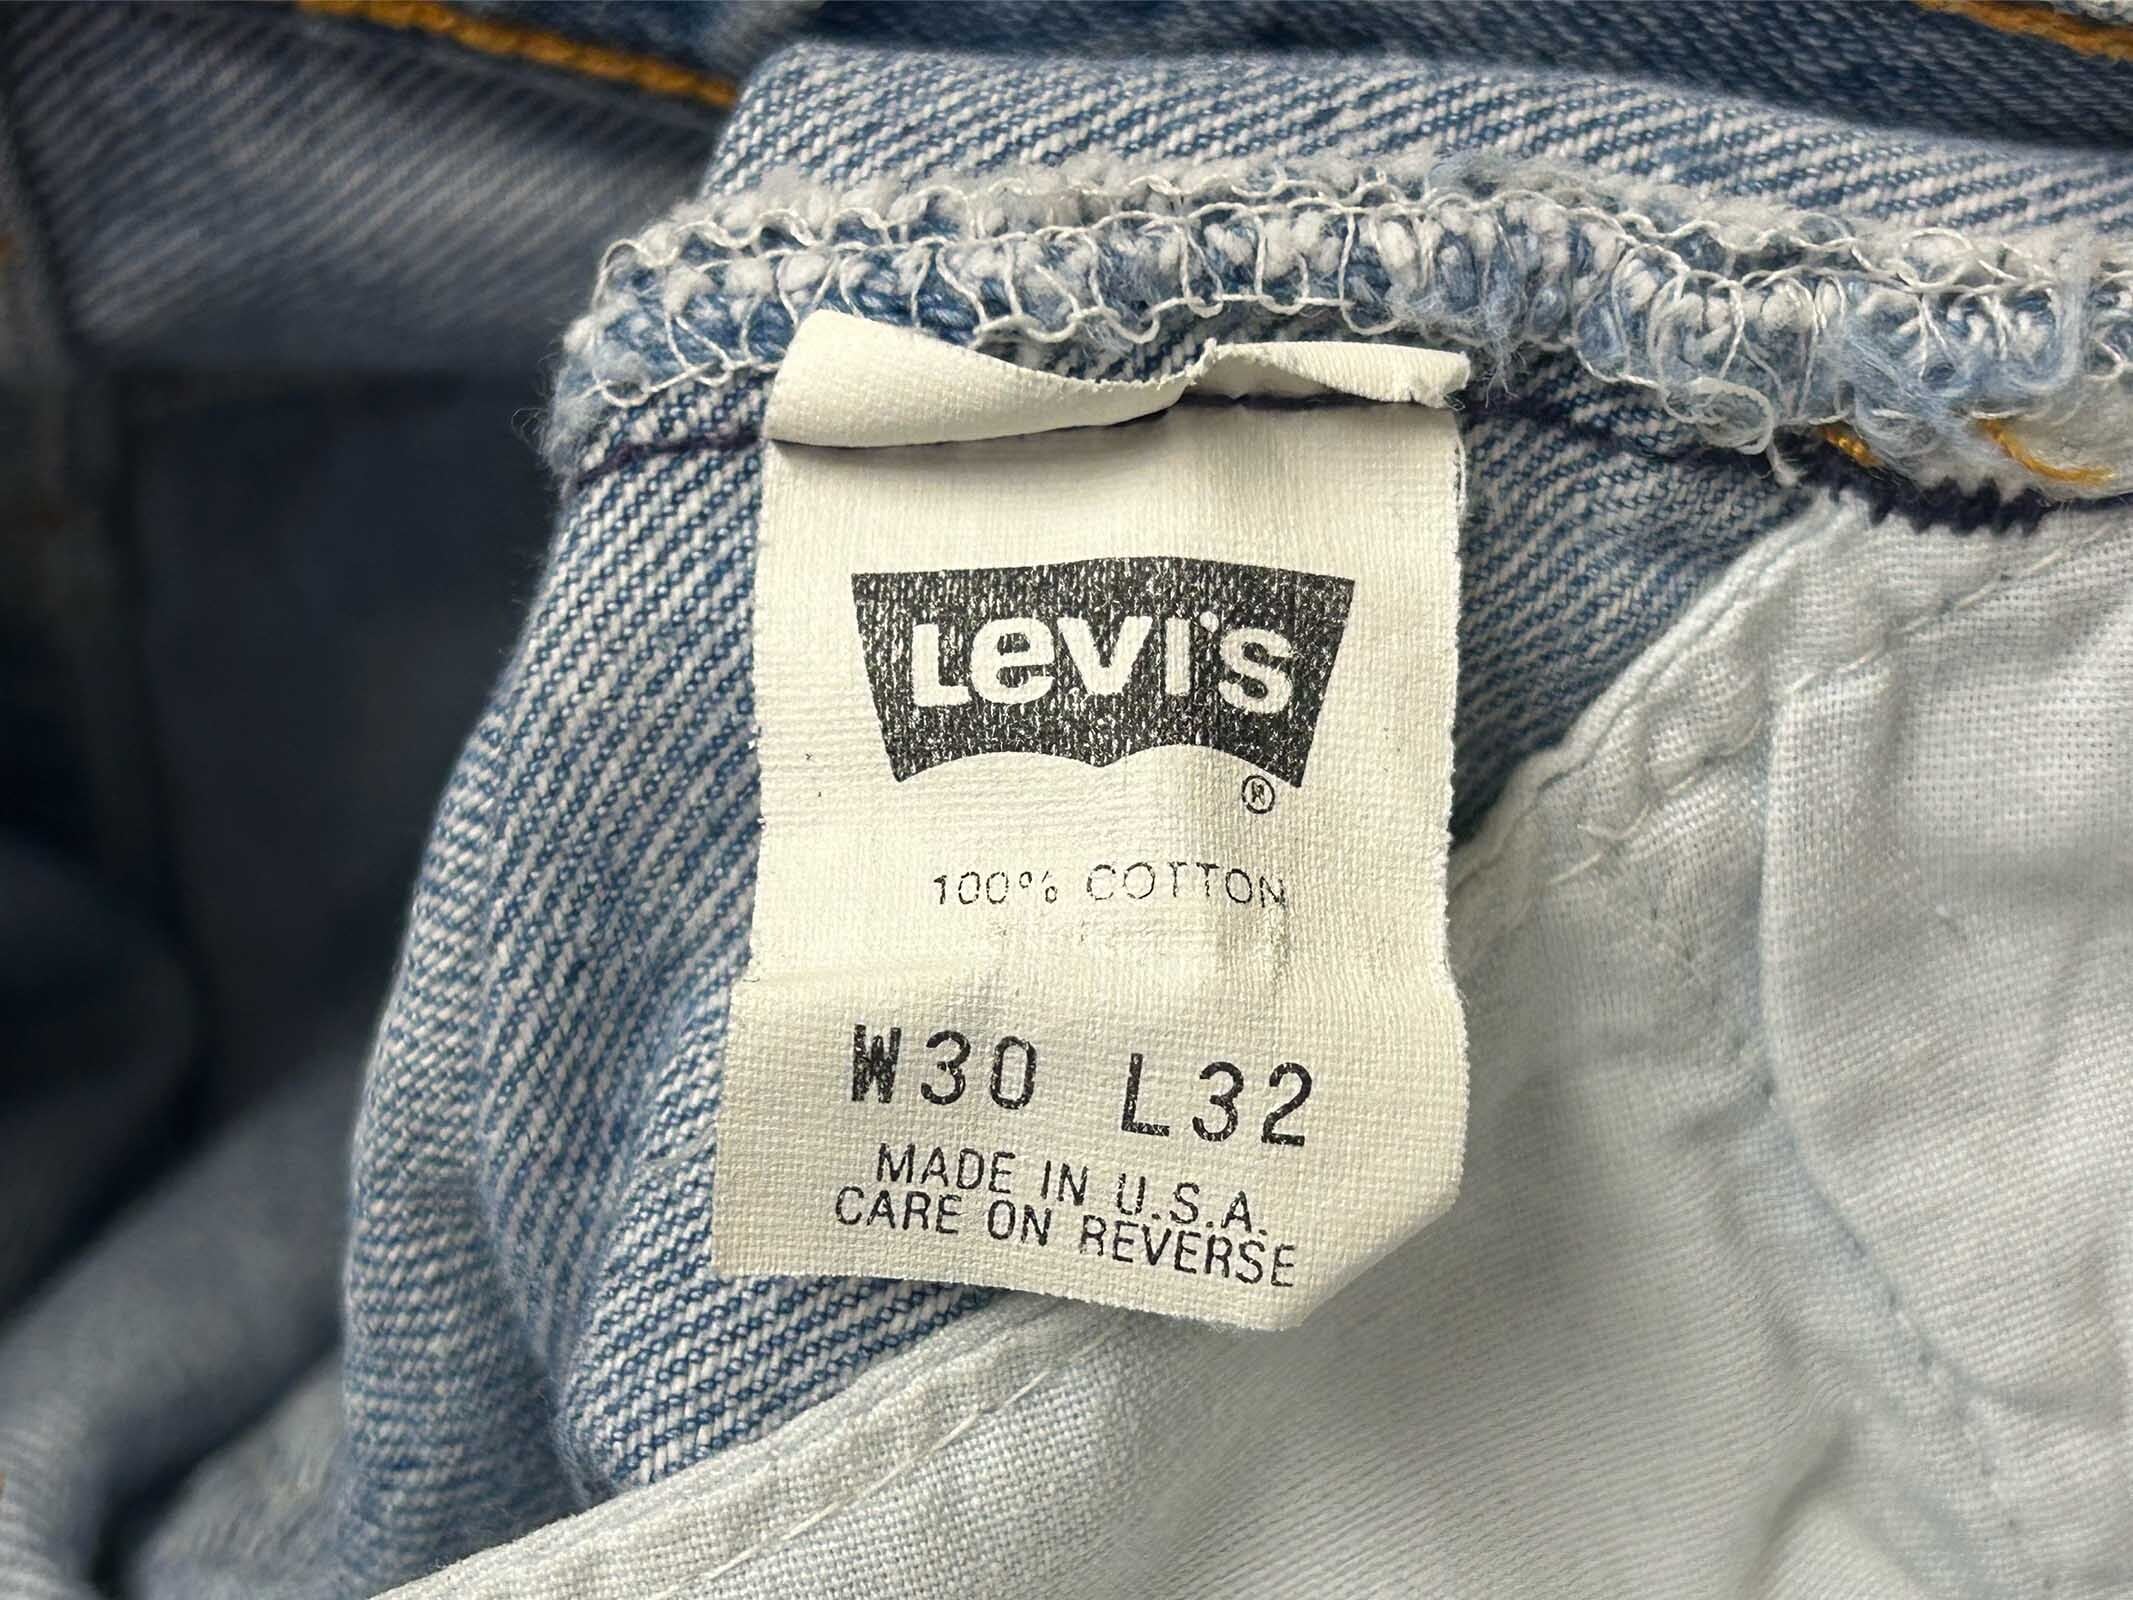 Levi's
®
100% COTTON
W30 L32
MADE IN U.S.A.
CARE ON REVERSE